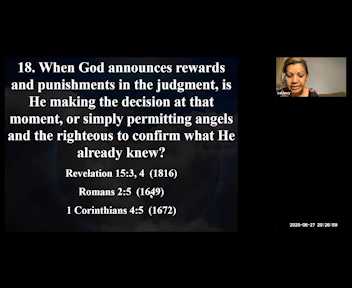 18. When God announces rewards
and punishments in the judgment, is
He making the decision at that
moment, or simply permitting angels
and the righteous to confirm what He
already knew?
Revelation 15:3, 4 (1816)
Romans 2:5 (1649)
1 Corinthians 4:5 (1672)
2020-08-27 20:26:59